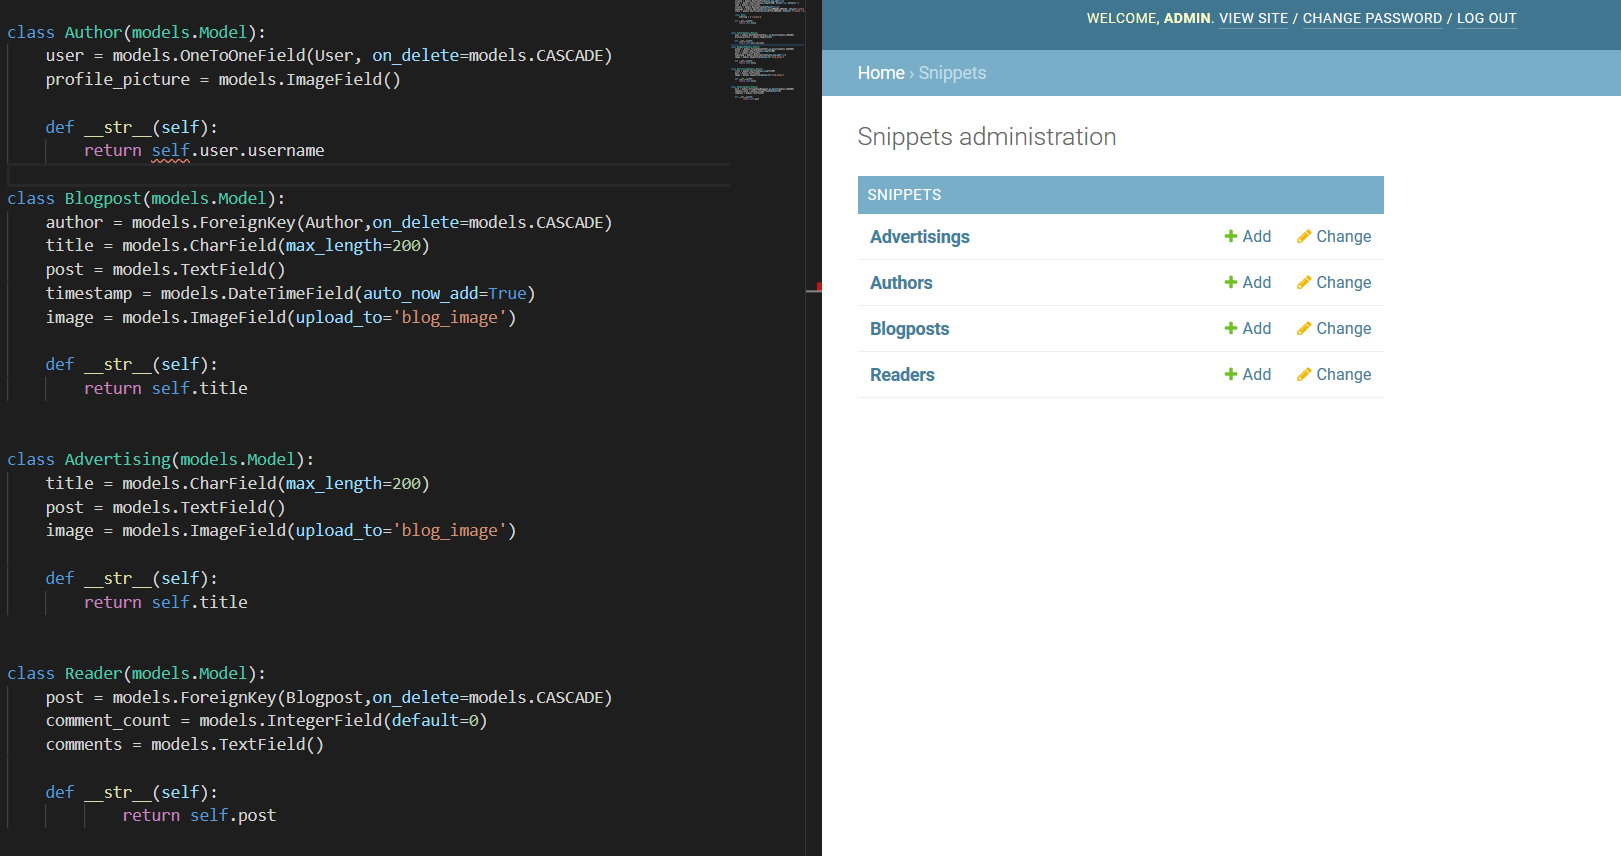 class Author(models.Model):
    user = models.OneToOneField(User, on_delete=models.CASCADE)
    profile_picture = models.ImageField()
    def __str__(self):
        return self.user.username
class Blogpost(models.Model):
    author = models.ForeignKey(Author,on_delete=models.CASCADE)
    title = models.CharField(max_length=200)
    post = models.TextField()
    timestamp = models.DateTimeField(auto_now_add=True)
    image = models.ImageField(upload_to='blog_image')
    def __str__(self):
        return self.title
class Advertising(models.Model):
    title = models.CharField(max_length=200)
    post = models.TextField()
    image = models.ImageField(upload_to='blog_image')
    def __str__(self):
        return self.title
class Reader(models.Model):
    post = models.ForeignKey(Blogpost,on_delete=models.CASCADE)
    comment_count = models.IntegerField(default=0)
    comments = models.TextField()
    def __str__(self):
            return self.post
WELCOME, ADMIN. VIEW SITE / CHANGE PASSWORD / LOG OUT
Home › Snippets
Snippets administration
SNIPPETS
Advertisings Add Change
Authors Add Change
Blogposts Add Change
Readers Add Change